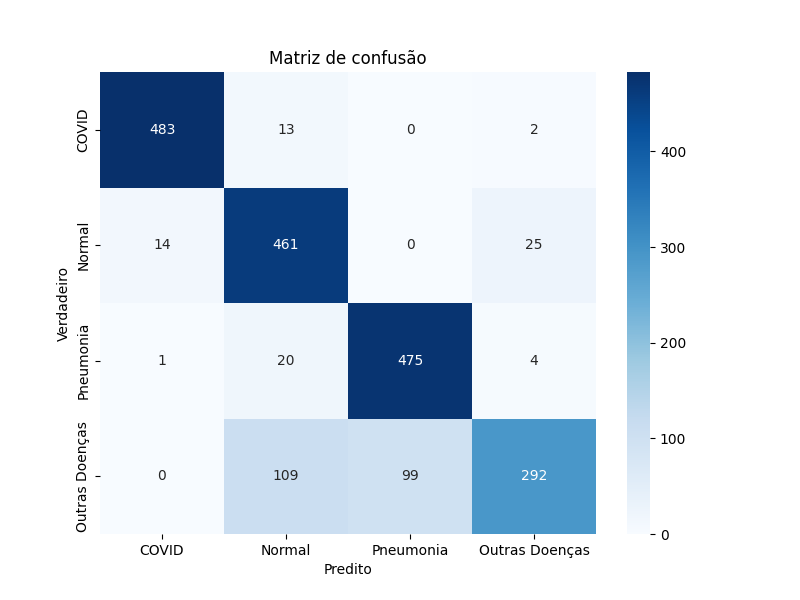 Matriz de confusão
Verdadeiro
COVID
483 13 0 2
Normal
14 461 0 25
Pneumonia
1 20 475 4
Outras Doenças
0 109 99 292
COVID Normal Pneumonia Outras Doenças
Predito
400
300
200
100
0